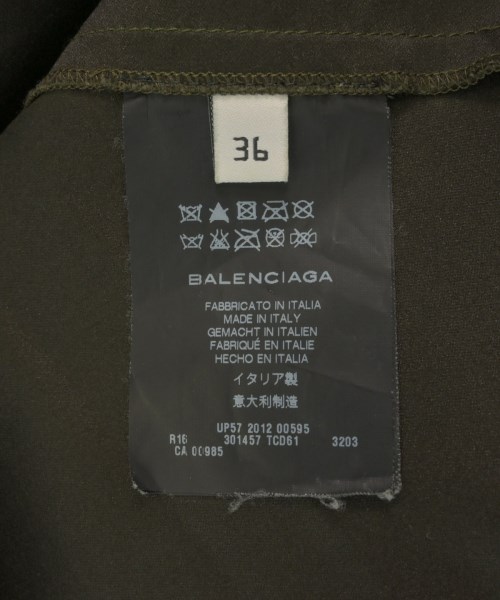 36
BALENCIAGA
FABBRICATO IN ITALIA
MADE IN ITALY
GEMACHT IN ITALIEN
FABRIQUÉ EN ITALIE
HECHO EN ITALIA
イタリア製
意大利制造
UP57 2012 00595
R16 301457 TCD61 3203
CA 00985